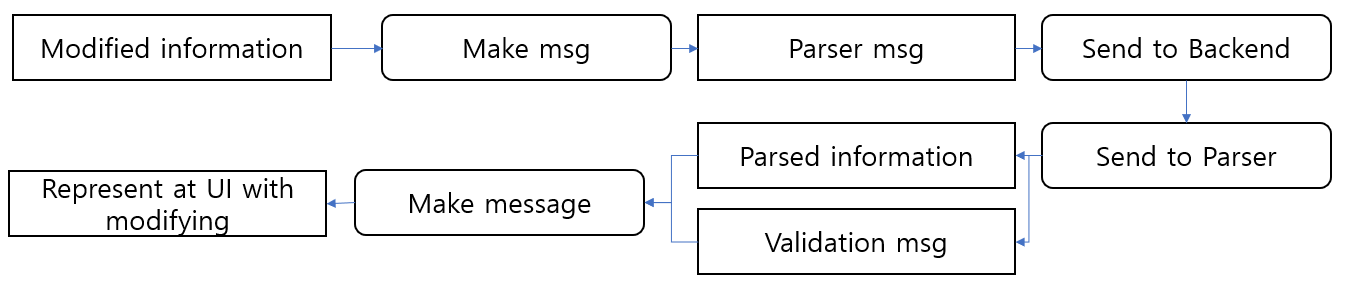 Modified information
Make msg
Parser msg
Send to Backend
Send to Parser
Parsed information
Validation msg
Make message
Represent at UI with
modifying